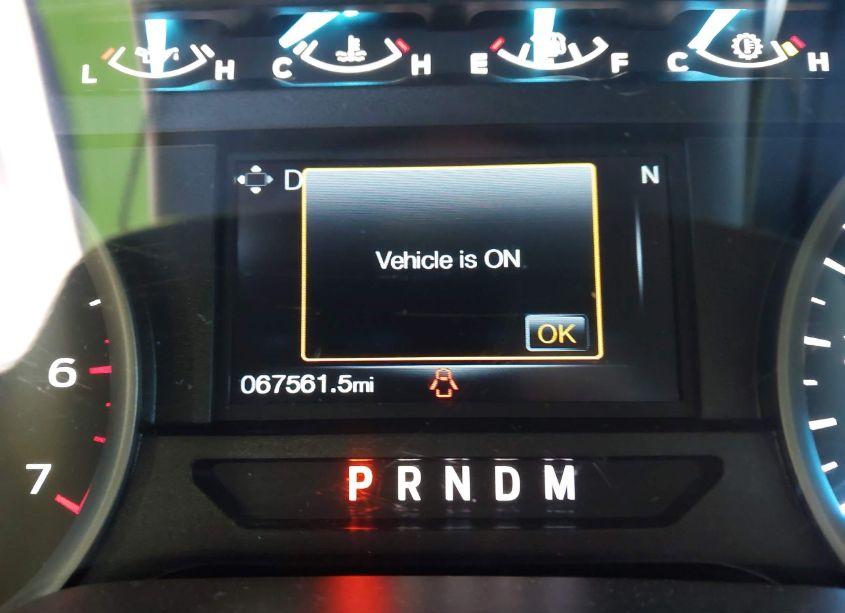 L H C H E F C H
D N
Vehicle is ON
OK
067561.5mi
6
7
P R N D M